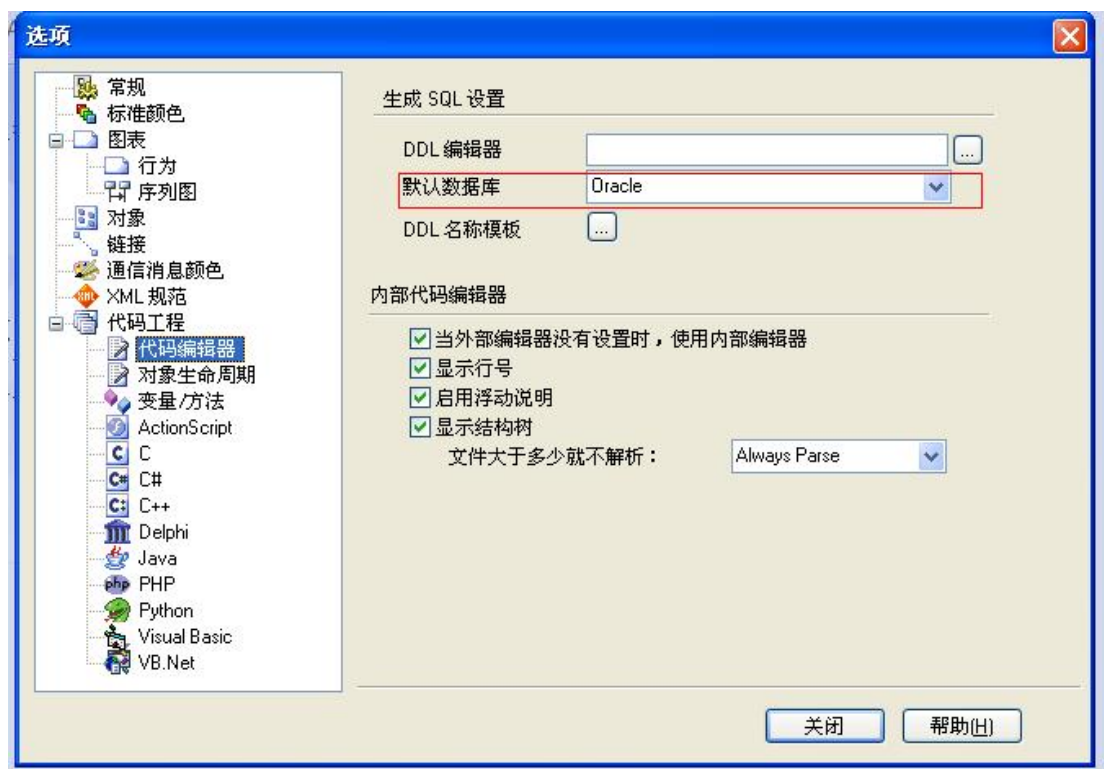 选项
常规
标准颜色
图表
行为
序列图
对象
链接
通信消息颜色
XML 规范
代码工程
代码编辑器
对象生命周期
变量/方法
ActionScript
C
C#
C++
Delphi
Java
PHP
Python
Visual Basic
VB.Net
生成 SQL 设置
DDL 编辑器
...
默认数据库 Oracle
DDL 名称模板 ...
内部代码编辑器
当外部编辑器没有设置时，使用内部编辑器
显示行号
启用浮动说明
显示结构树
文件大于多少就不解析： Always Parse
关闭 帮助(H)